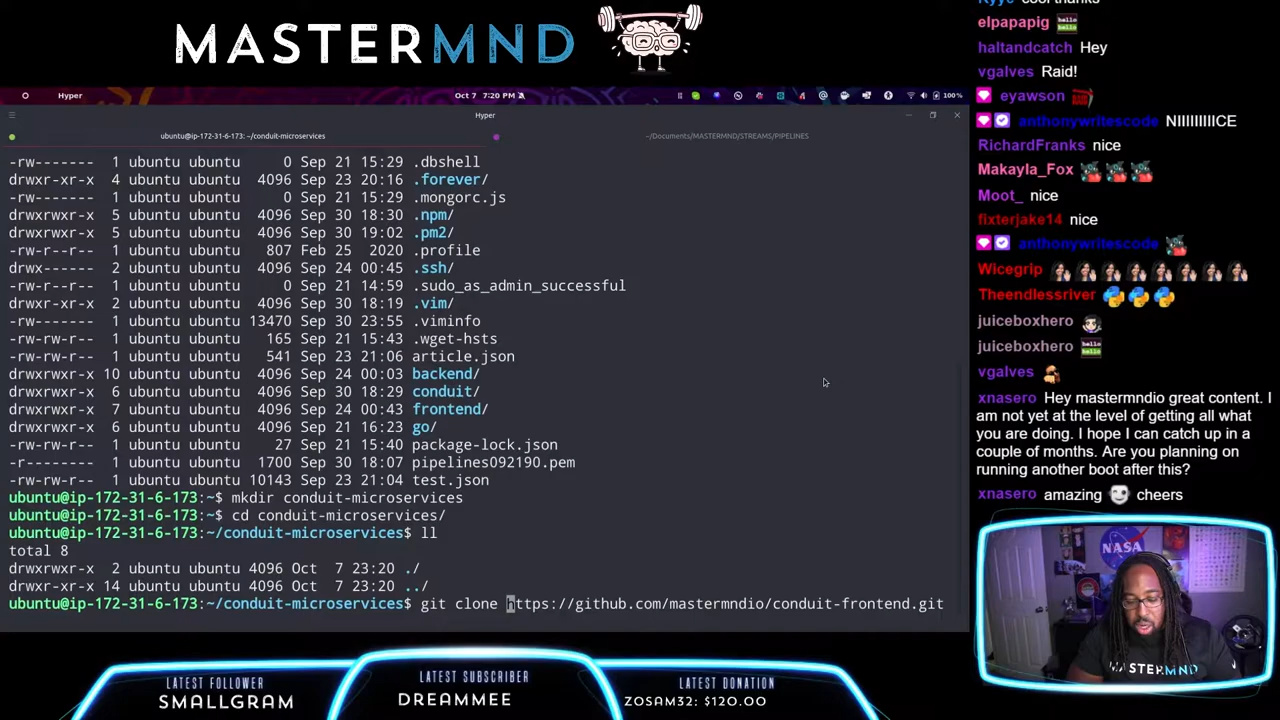 MASTERMND
Hyper
Oct 7 7:20 PM
100%
Hyper
ubuntu@ip-172-31-6-173: ~/conduit-microservices
~/Documents/MASTERMND/STREAMS/PIPELINES
-rw------- 1 ubuntu ubuntu 0 Sep 21 15:29 .dbshell
drwxr-xr-x 4 ubuntu ubuntu 4096 Sep 23 20:16 .forever/
-rw------- 1 ubuntu ubuntu 0 Sep 21 15:29 .mongorc.js
drwxrwxr-x 5 ubuntu ubuntu 4096 Sep 30 18:30 .npm/
drwxrwxr-x 5 ubuntu ubuntu 4096 Sep 30 19:02 .pm2/
-rw-r--r-- 1 ubuntu ubuntu 807 Feb 25 2020 .profile
drwx------ 2 ubuntu ubuntu 4096 Sep 24 00:45 .ssh/
-rw-r--r-- 1 ubuntu ubuntu 0 Sep 21 14:59 .sudo_as_admin_successful
drwxr-xr-x 2 ubuntu ubuntu 4096 Sep 30 18:19 .vim/
-rw------- 1 ubuntu ubuntu 13470 Sep 30 23:55 .viminfo
-rw-rw-r-- 1 ubuntu ubuntu 165 Sep 21 15:43 .wget-hsts
-rw-rw-r-- 1 ubuntu ubuntu 541 Sep 23 21:06 article.json
drwxrwxr-x 10 ubuntu ubuntu 4096 Sep 24 00:03 backend/
drwxrwxr-x 6 ubuntu ubuntu 4096 Sep 30 18:29 conduit/
drwxrwxr-x 7 ubuntu ubuntu 4096 Sep 24 00:43 frontend/
drwxrwxr-x 6 ubuntu ubuntu 4096 Sep 21 16:23 go/
-rw-rw-r-- 1 ubuntu ubuntu 27 Sep 21 15:40 package-lock.json
-r-------- 1 ubuntu ubuntu 1700 Sep 30 18:07 pipelines092190.pem
-rw-rw-r-- 1 ubuntu ubuntu 10143 Sep 23 21:04 test.json
ubuntu@ip-172-31-6-173:~$ mkdir conduit-microservices
ubuntu@ip-172-31-6-173:~$ cd conduit-microservices/
ubuntu@ip-172-31-6-173:~/conduit-microservices$ ll
total 8
drwxrwxr-x 2 ubuntu ubuntu 4096 Oct 7 23:20 ./
drwxr-xr-x 14 ubuntu ubuntu 4096 Oct 7 23:20 ../
ubuntu@ip-172-31-6-173:~/conduit-microservices$ git clone https://github.com/mastermndio/conduit-frontend.git
elpapapig hello hello
haltandcatch Hey
vgalves Raid!
eyawson
anthonywritescode NIIIIIIIICE
RichardFranks nice
Makayla_Fox
Moot_ nice
fixterjake14 nice
anthonywritescode
Wicegrip
Theendlessriver
juiceboxhero
juiceboxhero hello hello
vgalves
xnasero Hey mastermndio great content. I
am not yet at the level of getting all what
you are doing. I hope I can catch up in a
couple of months. Are you planning on
running another boot after this?
xnasero amazing cheers
NASA
MASTERMND
LATEST FOLLOWER
SMALLGRAM
LATEST SUBSCRIBER
DREAMMEE
LATEST DONATION
ZOSAM32: $120.00